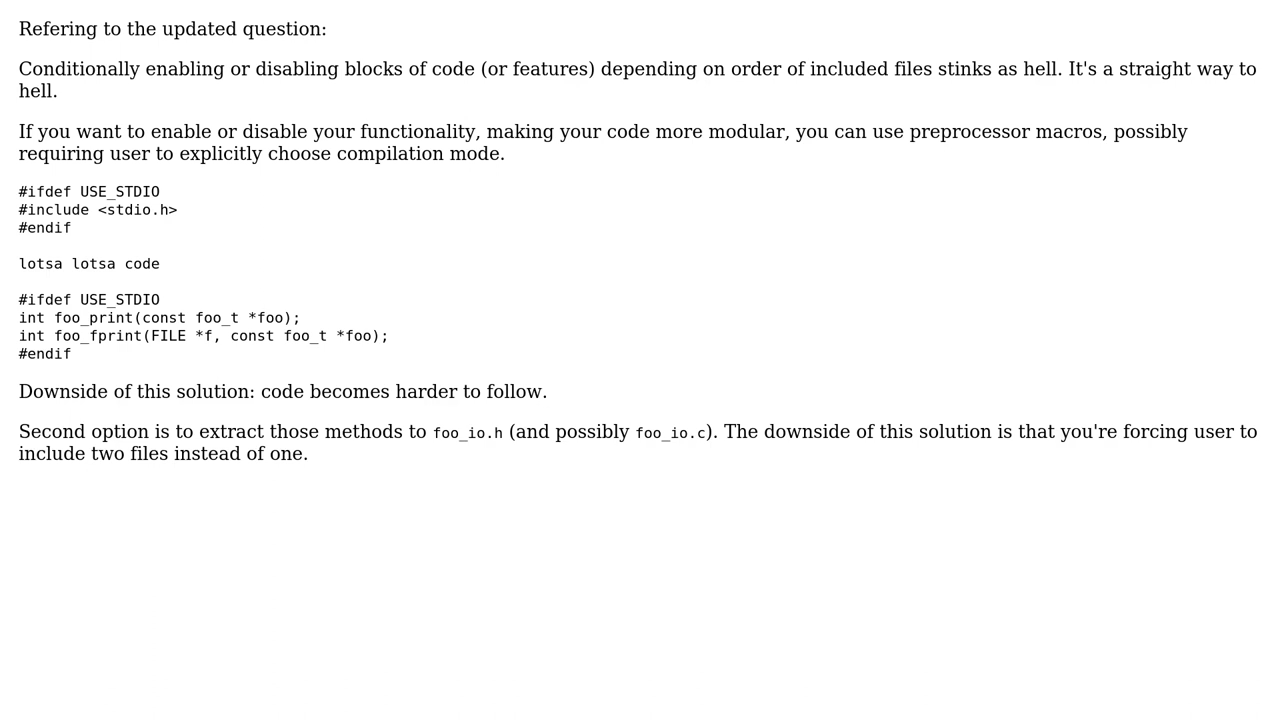 Refering to the updated question:
Conditionally enabling or disabling blocks of code (or features) depending on order of included files stinks as hell. It's a straight way to
hell.
If you want to enable or disable your functionality, making your code more modular, you can use preprocessor macros, possibly
requiring user to explicitly choose compilation mode.
#ifdef USE_STDIO
#include <stdio.h>
#endif
lotsa lotsa code
#ifdef USE_STDIO
int foo_print(const foo_t *foo);
int foo_fprint(FILE *f, const foo_t *foo);
#endif
Downside of this solution: code becomes harder to follow.
Second option is to extract those methods to foo_io.h (and possibly foo_io.c). The downside of this solution is that you're forcing user to
include two files instead of one.